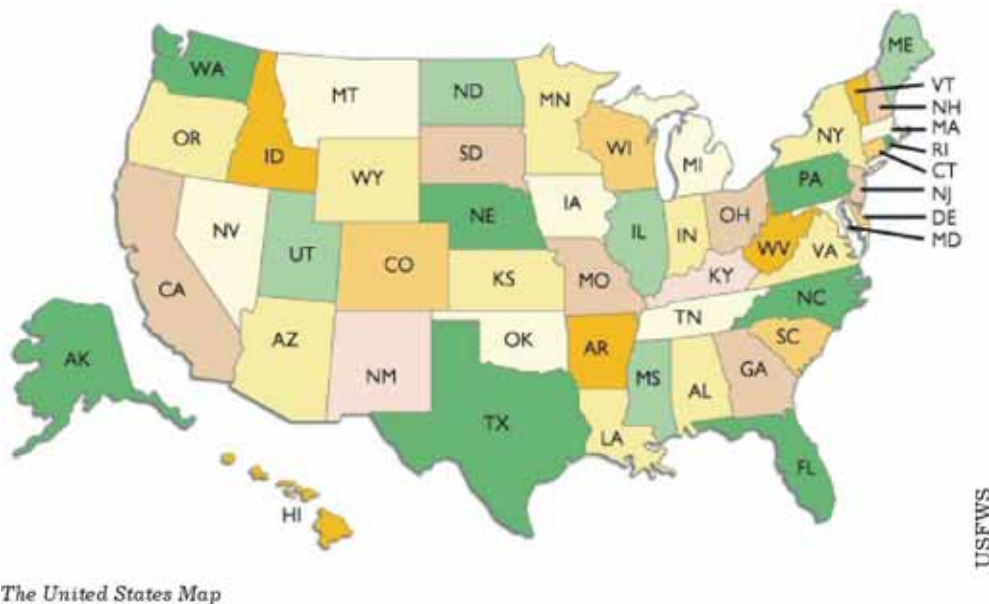 ME
WA
VT
MT
ND
NH
MN
MA
OR
NY
RI
ID
SD
WI
MI
CT
WY
PA
NJ
IA
NE
OH
DE
NV
IL
IN
MD
UT
WV
VA
CO
KS
MO
KY
CA
NC
TN
OK
AZ
AR
SC
AK
NM
MS
AL
GA
TX
LA
FL
HI
USFWS
The United States Map